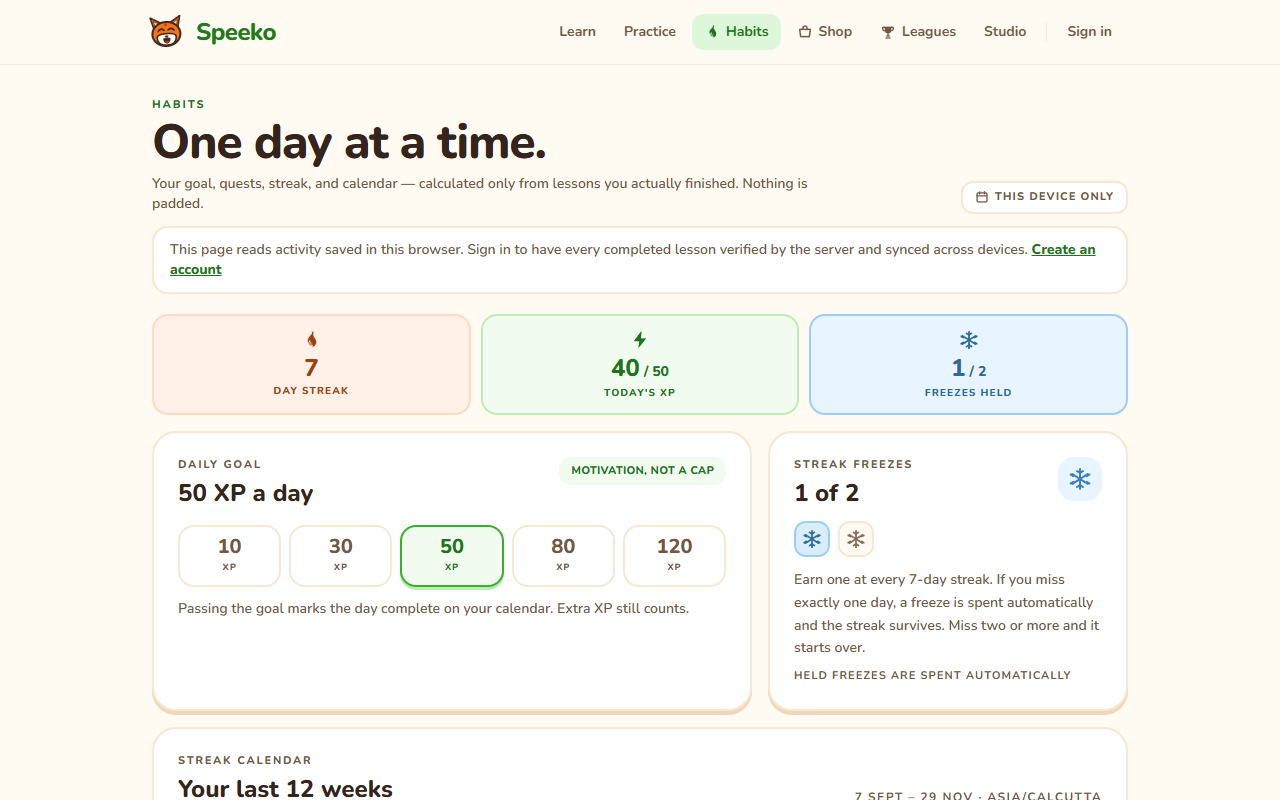 Speeko
Learn
Practice
Habits
Shop
Leagues
Studio
Sign in
HABITS
One day at a time.
Your goal, quests, streak, and calendar — calculated only from lessons you actually finished. Nothing is
padded.
THIS DEVICE ONLY
This page reads activity saved in this browser. Sign in to have every completed lesson verified by the server and synced across devices. Create an
account
7
DAY STREAK
40 / 50
TODAY'S XP
1 / 2
FREEZES HELD
DAILY GOAL
MOTIVATION, NOT A CAP
50 XP a day
10
XP
30
XP
50
XP
80
XP
120
XP
Passing the goal marks the day complete on your calendar. Extra XP still counts.
STREAK FREEZES
1 of 2
Earn one at every 7-day streak. If you miss
exactly one day, a freeze is spent automatically
and the streak survives. Miss two or more and it
starts over.
HELD FREEZES ARE SPENT AUTOMATICALLY
STREAK CALENDAR
Your last 12 weeks
7 SEPT – 29 NOV · ASIA/CALCUTTA